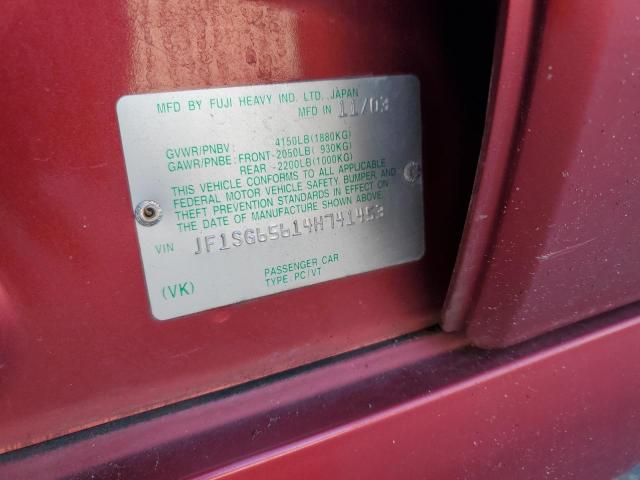 MFD BY FUJI HEAVY IND. LTD., JAPAN
MFD IN 11/03
GVWR/PNBV: 4150LB(1880KG)
GAWR/PNBE: FRONT-2050LB( 930KG)
REAR -2200LB(1000KG)
THIS VEHICLE CONFORMS TO ALL APPLICABLE
FEDERAL MOTOR VEHICLE SAFETY, BUMPER, AND
THEFT PREVENTION STANDARDS IN EFFECT ON
THE DATE OF MANUFACTURE SHOWN ABOVE.
VIN JF1SG65614H741453
PASSENGER CAR
(VK) TYPE: PC/VT